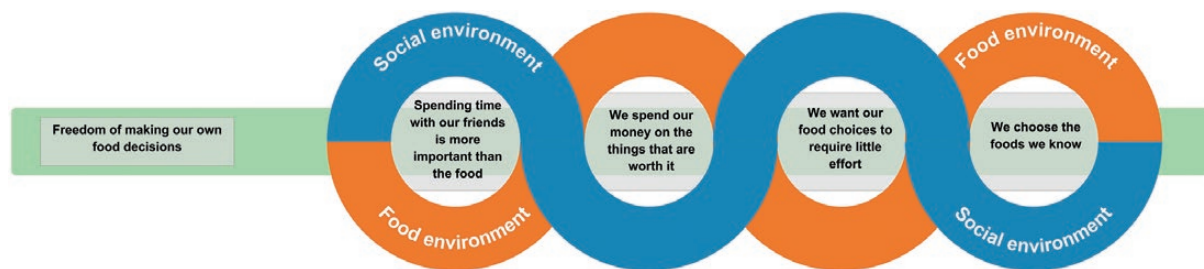 Freedom of making our own
food decisions
Social environment
Spending time
with our friends
is more
important than
the food
Food environment
We spend our
money on the
things that are
worth it
We want our
food choices to
require little
effort
Food environment
We choose the
foods we know
Social environment